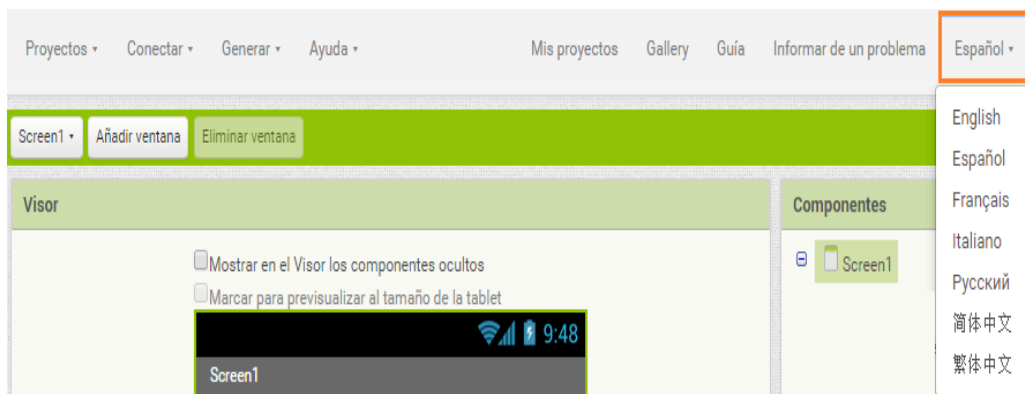 Proyectos Conectar Generar Ayuda Mis proyectos Gallery Guía Informar de un problema Español
Screen1 Añadir ventana Eliminar ventana
Visor
Mostrar en el Visor los componentes ocultos
Marcar para previsualizar al tamaño de la tablet
9:48
Screen1
Componentes
Screen1
English
Español
Français
Italiano
Русский
简体中文
繁体中文